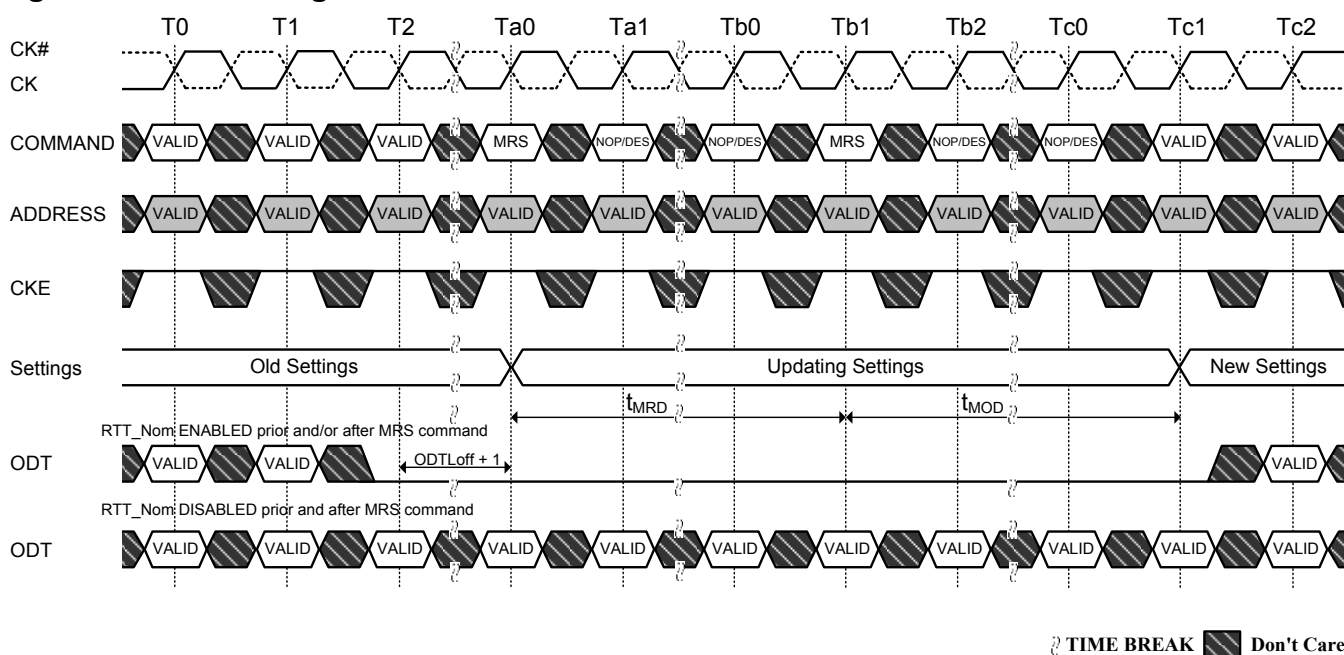 T0 T1 T2 Ta0 Ta1 Tb0 Tb1 Tb2 Tc0 Tc1 Tc2
CK#
CK
COMMAND VALID VALID VALID MRS NOP/DES NOP/DES MRS NOP/DES NOP/DES VALID VALID
ADDRESS VALID VALID VALID VALID VALID VALID VALID VALID VALID VALID VALID
CKE
Settings Old Settings Updating Settings New Settings
tMRD tMOD
RTT_Nom ENABLED prior and/or after MRS command
ODT VALID VALID ODTLoff + 1 VALID
RTT_Nom DISABLED prior and after MRS command
ODT VALID VALID VALID VALID VALID VALID VALID VALID VALID VALID VALID
TIME BREAK Don't Care